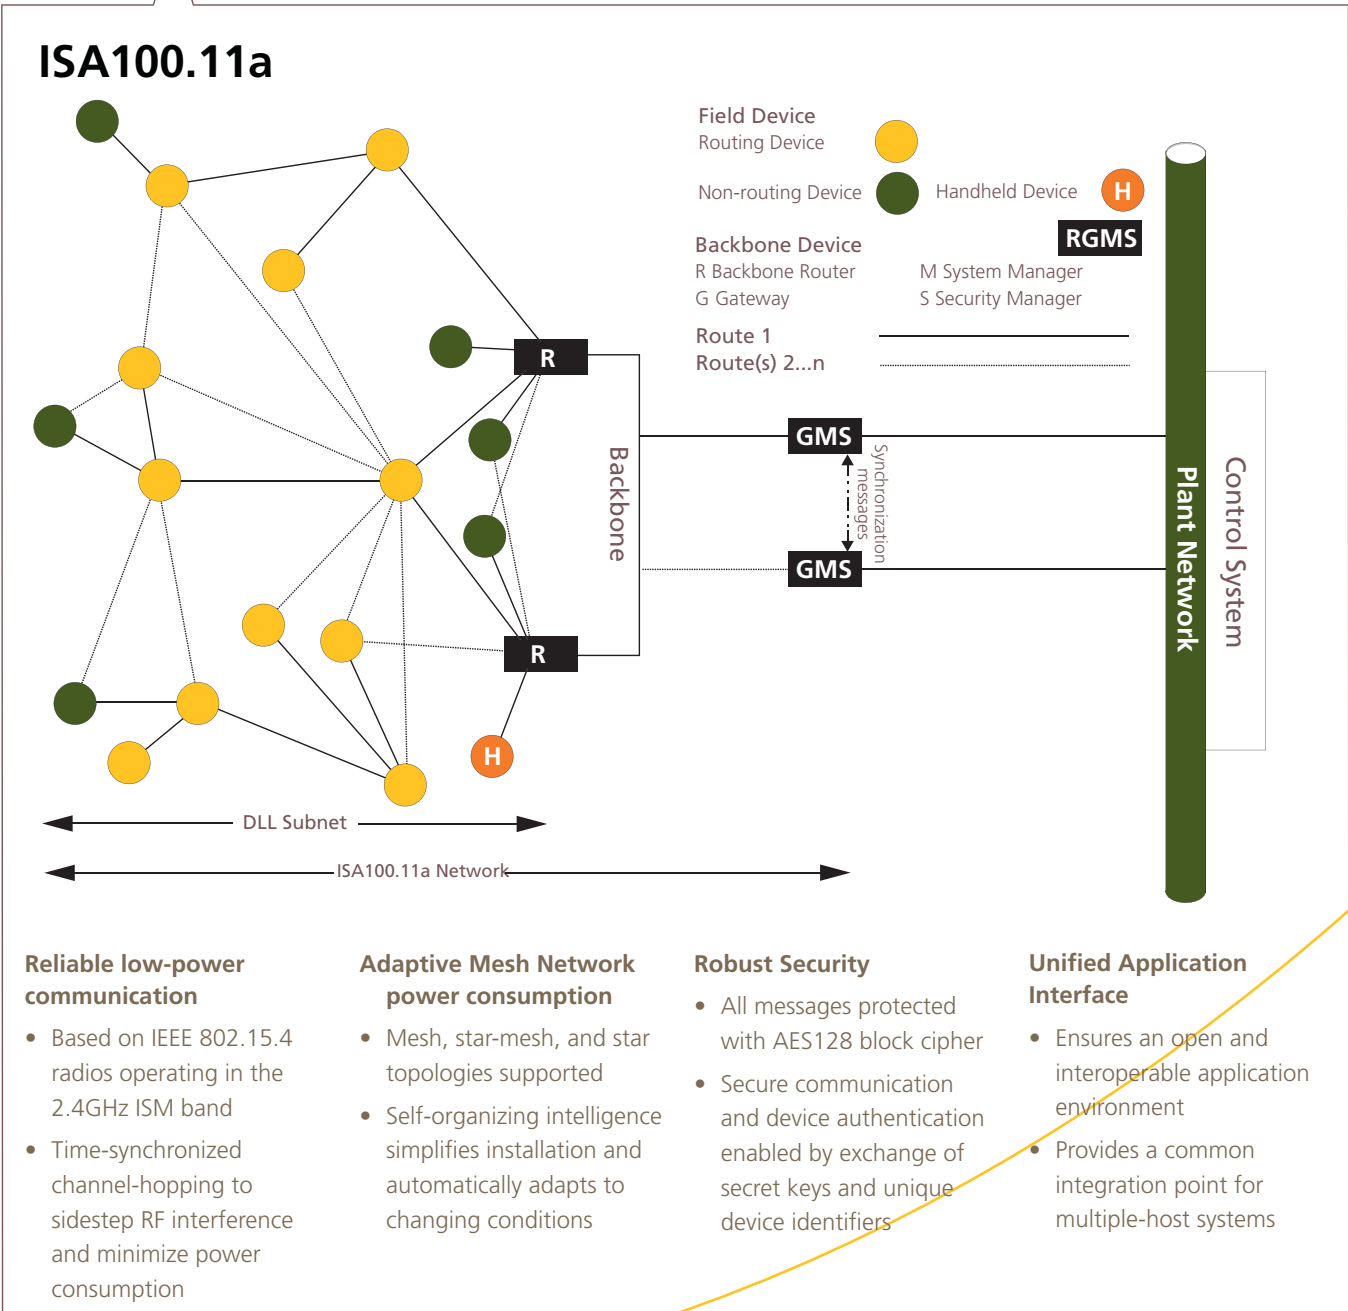 ISA100.11a
Field Device
Routing Device
Non-routing Device
Handheld Device
H
RGMS
Backbone Device
R Backbone Router
M System Manager
G Gateway
S Security Manager
Route 1
Route(s) 2...n
R
Backbone
R
H
GMS
Synchronization
messages
GMS
Plant Network
Control System
DLL Subnet
ISA100.11a Network
Reliable low-power
communication
• Based on IEEE 802.15.4
radios operating in the
2.4GHz ISM band
• Time-synchronized
channel-hopping to
sidestep RF interference
and minimize power
consumption
Adaptive Mesh Network
power consumption
• Mesh, star-mesh, and star
topologies supported
• Self-organizing intelligence
simplifies installation and
automatically adapts to
changing conditions
Robust Security
• All messages protected
with AES128 block cipher
• Secure communication
and device authentication
enabled by exchange of
secret keys and unique
device identifiers
Unified Application
Interface
• Ensures an open and
interoperable application
environment
• Provides a common
integration point for
multiple-host systems